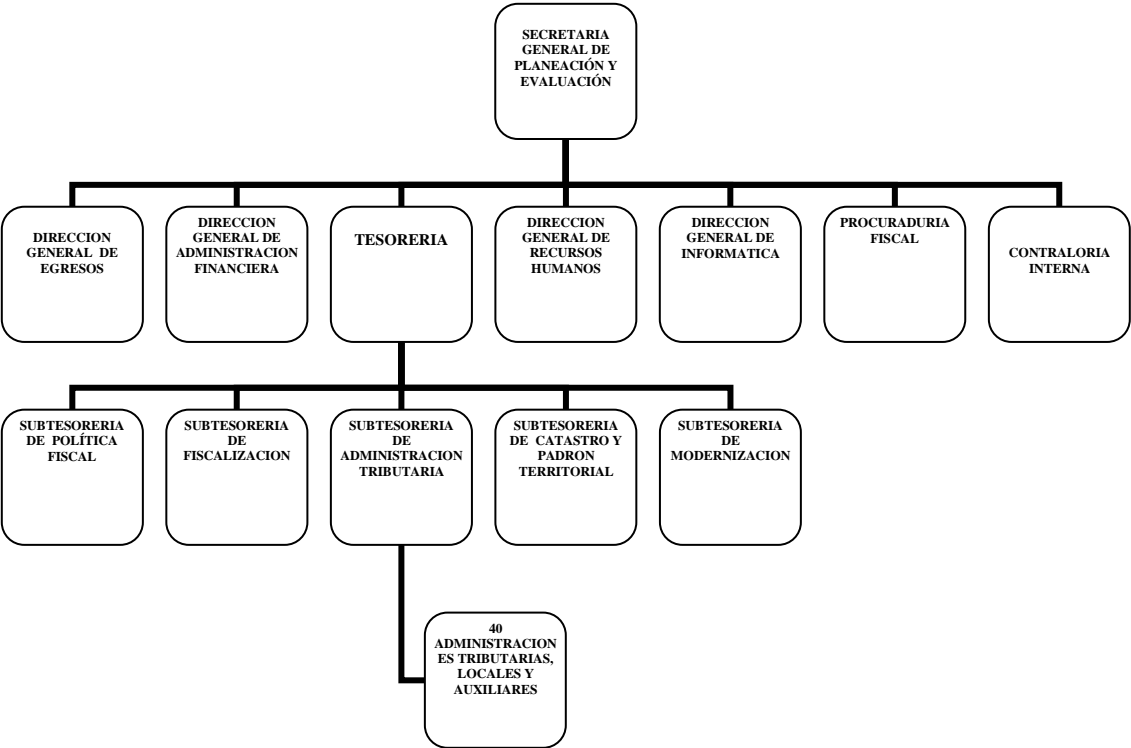 SECRETARIA
GENERAL DE
PLANEACIÓN Y
EVALUACIÓN
DIRECCION
GENERAL DE
EGRESOS
DIRECCION
GENERAL DE
ADMINISTRACION
FINANCIERA
TESORERIA
DIRECCION
GENERAL DE
RECURSOS
HUMANOS
DIRECCION
GENERAL DE
INFORMATICA
PROCURADURIA
FISCAL
CONTRALORIA
INTERNA
SUBTESORERIA
DE POLÍTICA
FISCAL
SUBTESORERIA
DE
FISCALIZACION
SUBTESORERIA
DE
ADMINISTRACION
TRIBUTARIA
SUBTESORERIA
DE CATASTRO Y
PADRON
TERRITORIAL
SUBTESORERIA
DE
MODERNIZACION
40
ADMINISTRACION
ES TRIBUTARIAS,
LOCALES Y
AUXILIARES